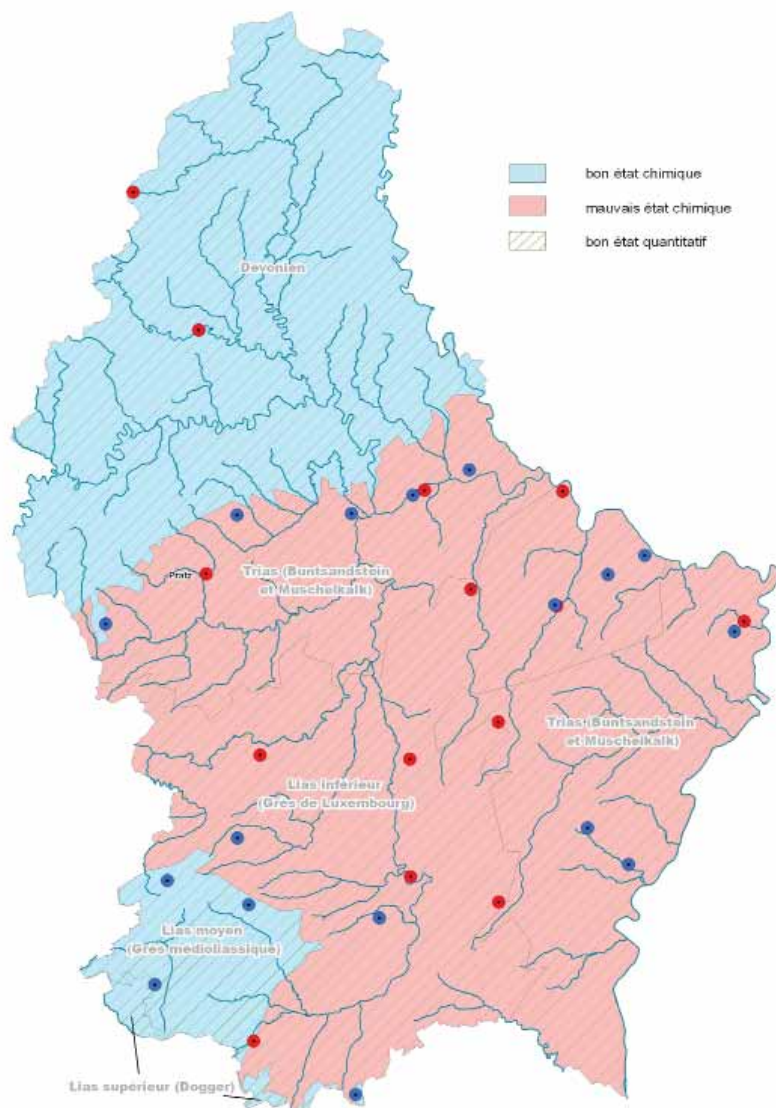 bon état chimique
mauvais état chimique
bon état quantitatif
Devonien
Pratz
Trias (Buntsandstein
et Muschelkalk)
Trias (Buntsandstein
et Muschelkalk)
Lias inférieur
(Grès de Luxembourg)
Lias moyen
(Grès médioliassique)
Lias supérieur (Dogger)